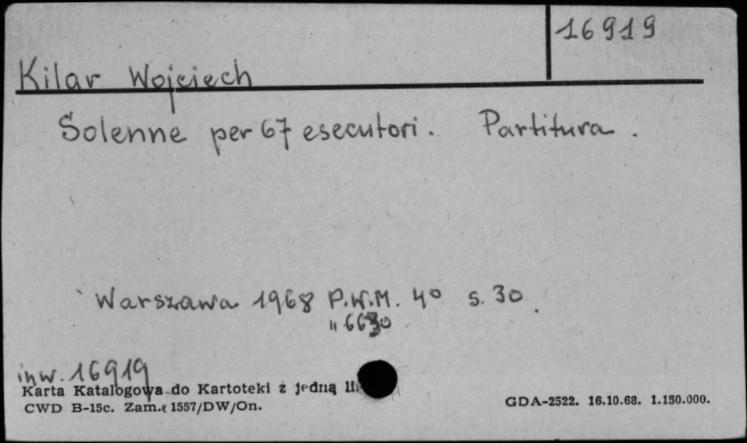 16919
Kilar Wojciech
Solenne per 67 esecutori. Partitura.
Warszawa 1968 P.W.M. 4° s. 30.
" 6630
inw. 16919
Karta Katalogowa do Kartoteki z jedną
CWD B-15c. Zam. 1557/DW/On.
GDA-2522. 16.10.68. 1.150.000.